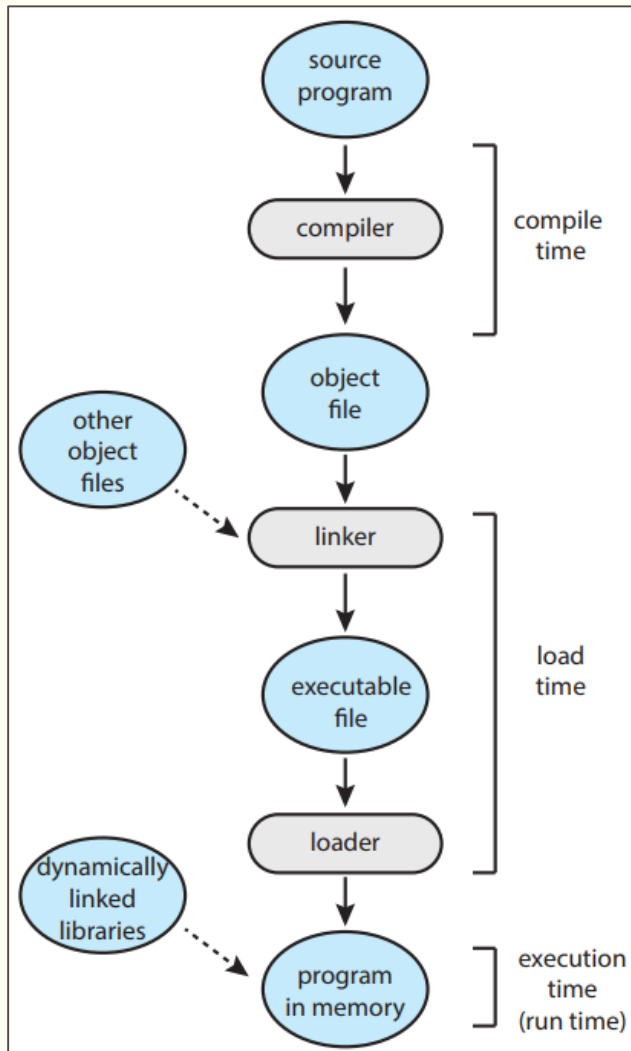 source
program
compiler
compile
time
object
file
other
object
files
linker
executable
file
load
time
loader
dynamically
linked
libraries
program
in memory
execution
time
(run time)